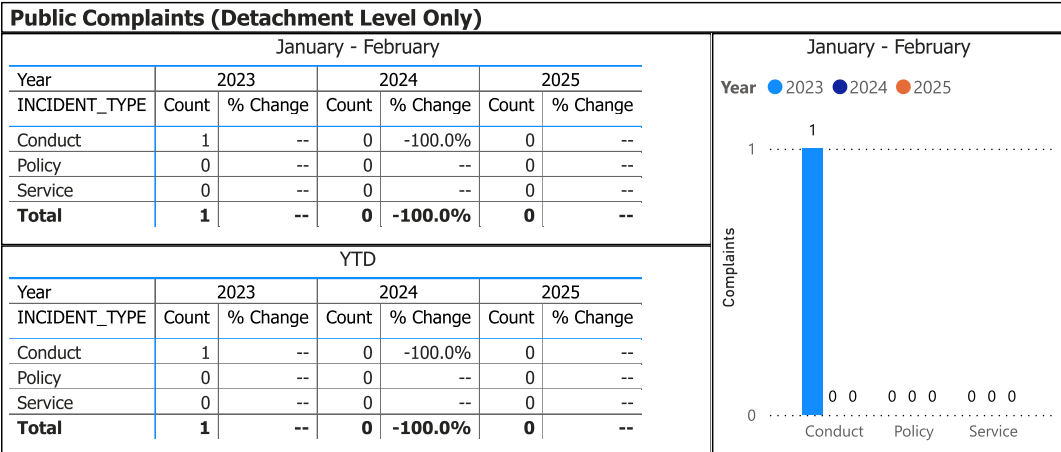 Public Complaints (Detachment Level Only)
January - February
Year 2023 2024 2025
INCIDENT_TYPE Count % Change Count % Change Count % Change
Conduct 1 -- 0 -100.0% 0 --
Policy 0 -- 0 -- 0 --
Service 0 -- 0 -- 0 --
Total 1 -- 0 -100.0% 0 --
YTD
Year 2023 2024 2025
INCIDENT_TYPE Count % Change Count % Change Count % Change
Conduct 1 -- 0 -100.0% 0 --
Policy 0 -- 0 -- 0 --
Service 0 -- 0 -- 0 --
Total 1 -- 0 -100.0% 0 --
January - February
Year 2023 2024 2025
1
1
Complaints
0 0 0 0 0 0 0 0
0
Conduct Policy Service